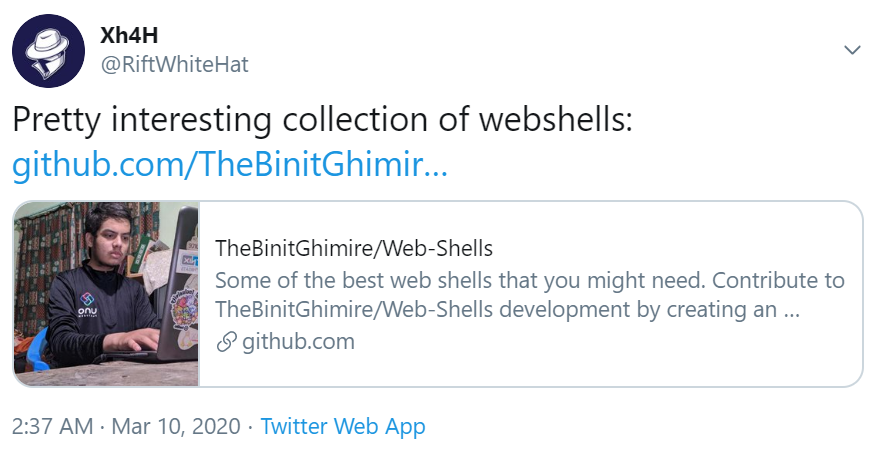 Xh4H
@RiftWhiteHat
Pretty interesting collection of webshells:
github.com/TheBinitGhimir...
TheBinitGhimire/Web-Shells
Some of the best web shells that you might need. Contribute to
TheBinitGhimire/Web-Shells development by creating an ...
github.com
onu
2:37 AM · Mar 10, 2020 · Twitter Web App